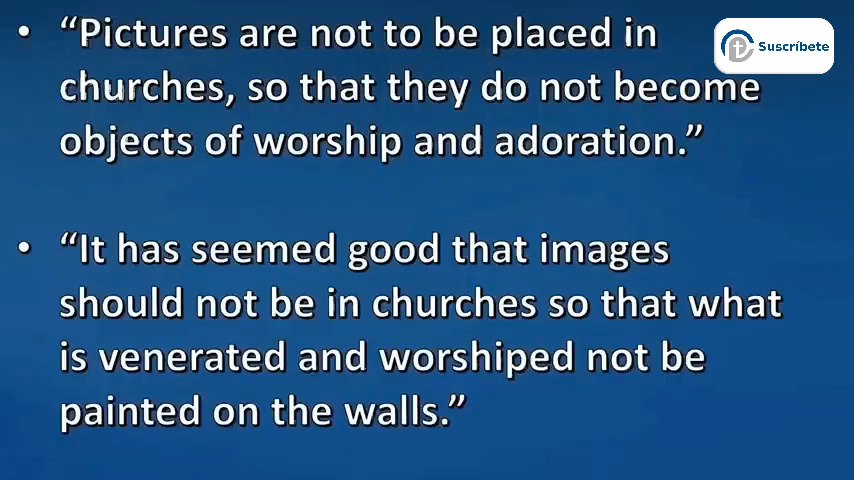 • “Pictures are not to be placed in
churches, so that they do not become
objects of worship and adoration.”
• “It has seemed good that images
should not be in churches so that what
is venerated and worshiped not be
painted on the walls.”
Suscríbete